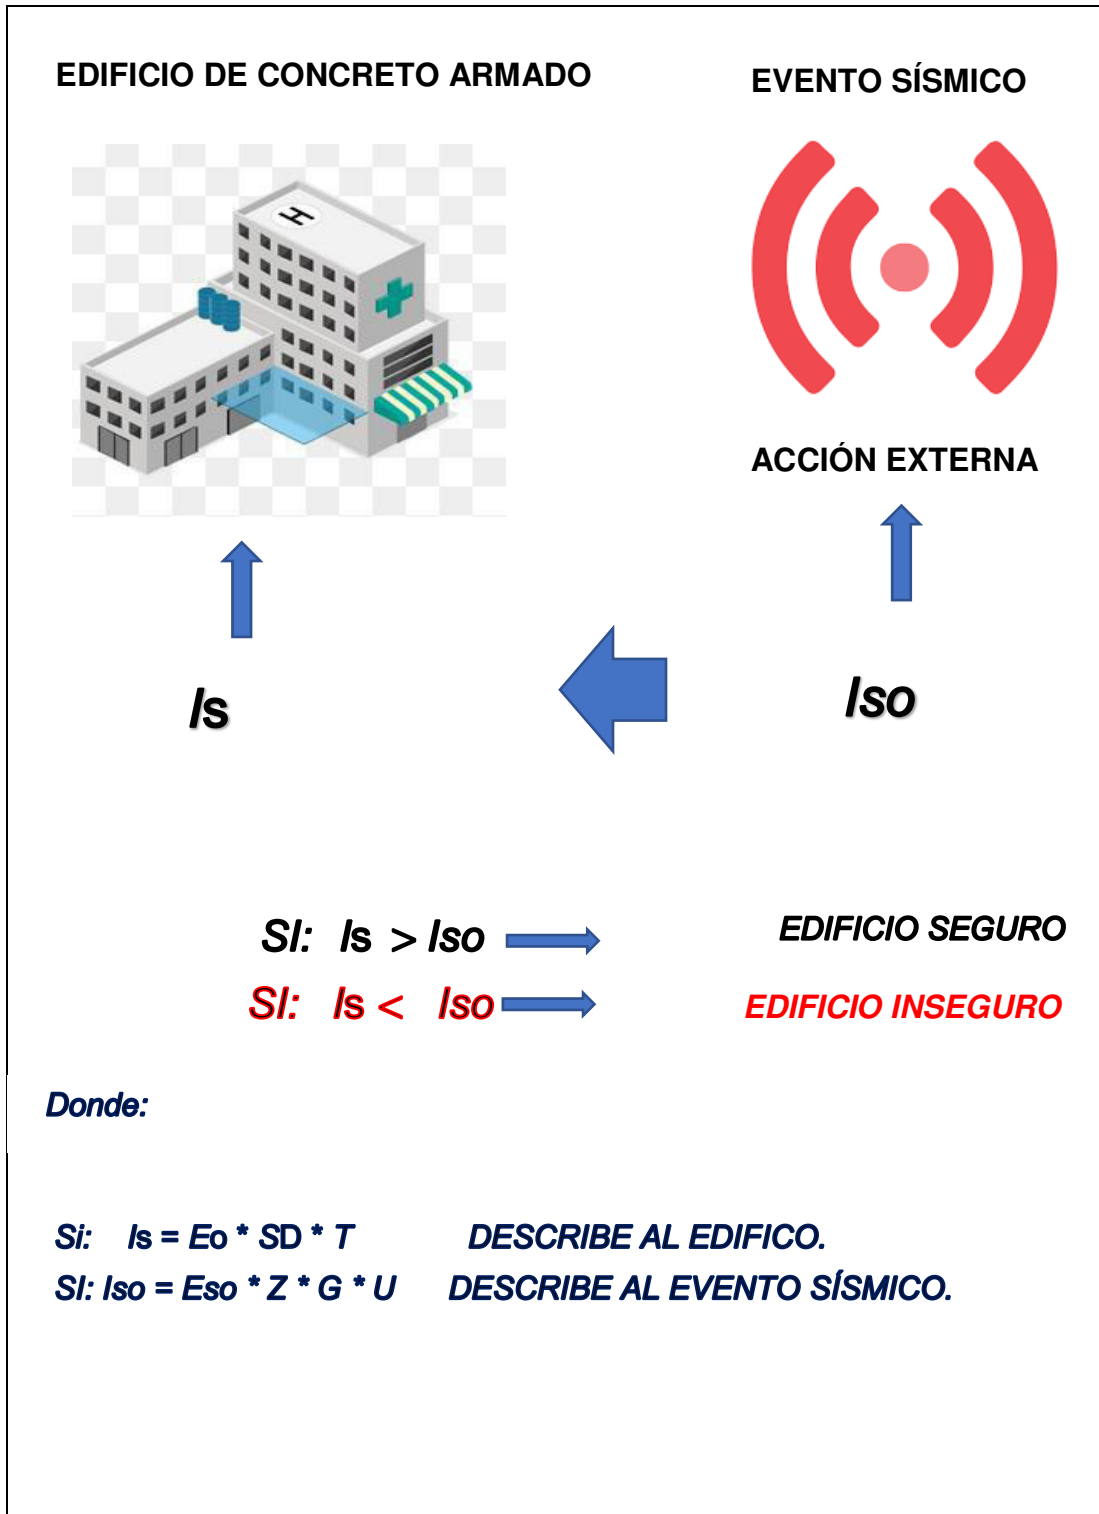 EDIFICIO DE CONCRETO ARMADO
EVENTO SÍSMICO
H
ACCIÓN EXTERNA
Is
Iso
SI: Is > Iso
EDIFICIO SEGURO
SI: Is < Iso
EDIFICIO INSEGURO
Donde:
Si: Is = Eo * SD * T DESCRIBE AL EDIFICO.
SI: Iso = Eso * Z * G * U DESCRIBE AL EVENTO SÍSMICO.